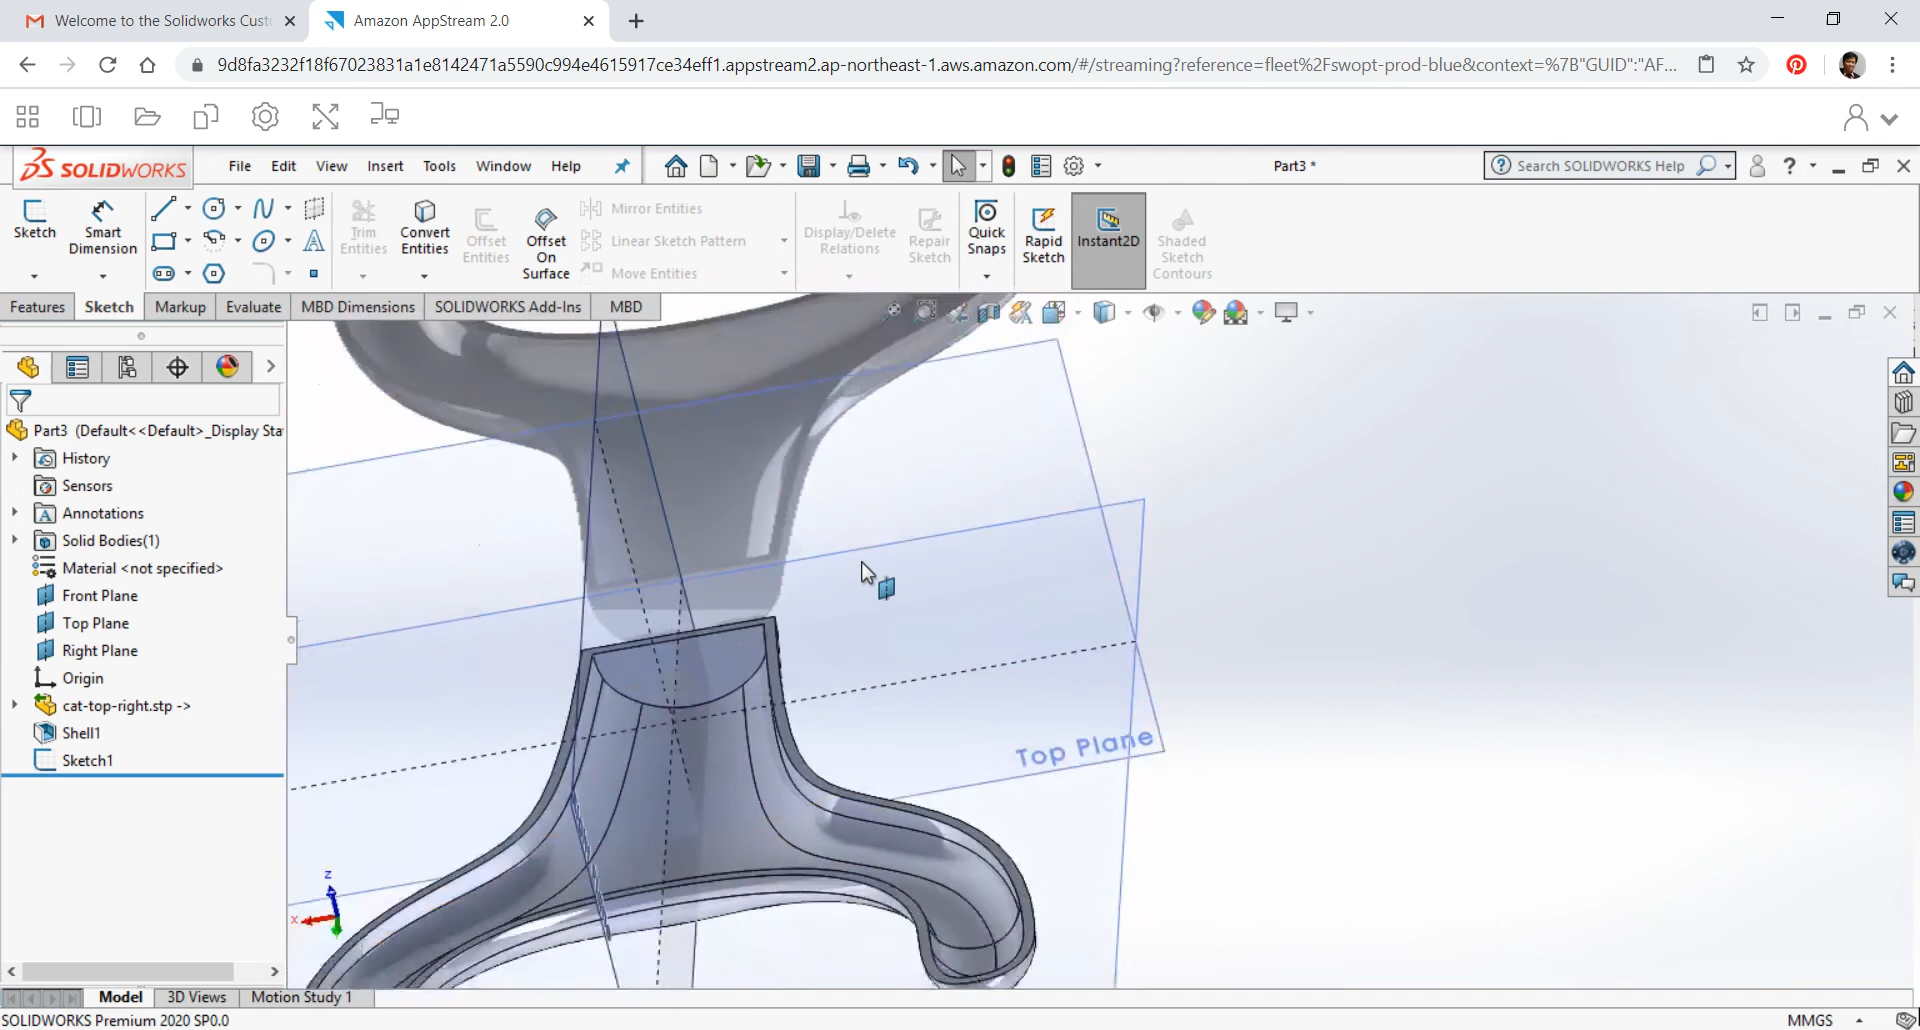 Welcome to the Solidworks Cust
Amazon AppStream 2.0
9d8fa3232f18f67023831a1e8142471a5590c994e4615917ce34eff1.appstream2.ap-northeast-1.aws.amazon.com/#/streaming?reference=fleet%2Fswopt-prod-blue&context=%7B"GUID":"AF...
SOLIDWORKS File Edit View Insert Tools Window Help Part3 * Search SOLIDWORKS Help
Sketch
Smart Dimension
Trim Entities
Convert Entities
Offset Entities
Offset On Surface
Mirror Entities
Linear Sketch Pattern
Move Entities
Display/Delete Relations
Repair Sketch
Quick Snaps
Rapid Sketch
Instant2D
Shaded Sketch Contours
Features Sketch Markup Evaluate MBD Dimensions SOLIDWORKS Add-Ins MBD
Part3 (Default<<Default>_Display Sta
History
Sensors
Annotations
Solid Bodies(1)
Material <not specified>
Front Plane
Top Plane
Right Plane
Origin
cat-top-right.stp ->
Shell1
Sketch1
Top Plane
z
x
Model 3D Views Motion Study 1
SOLIDWORKS Premium 2020 SP0.0
MMGS